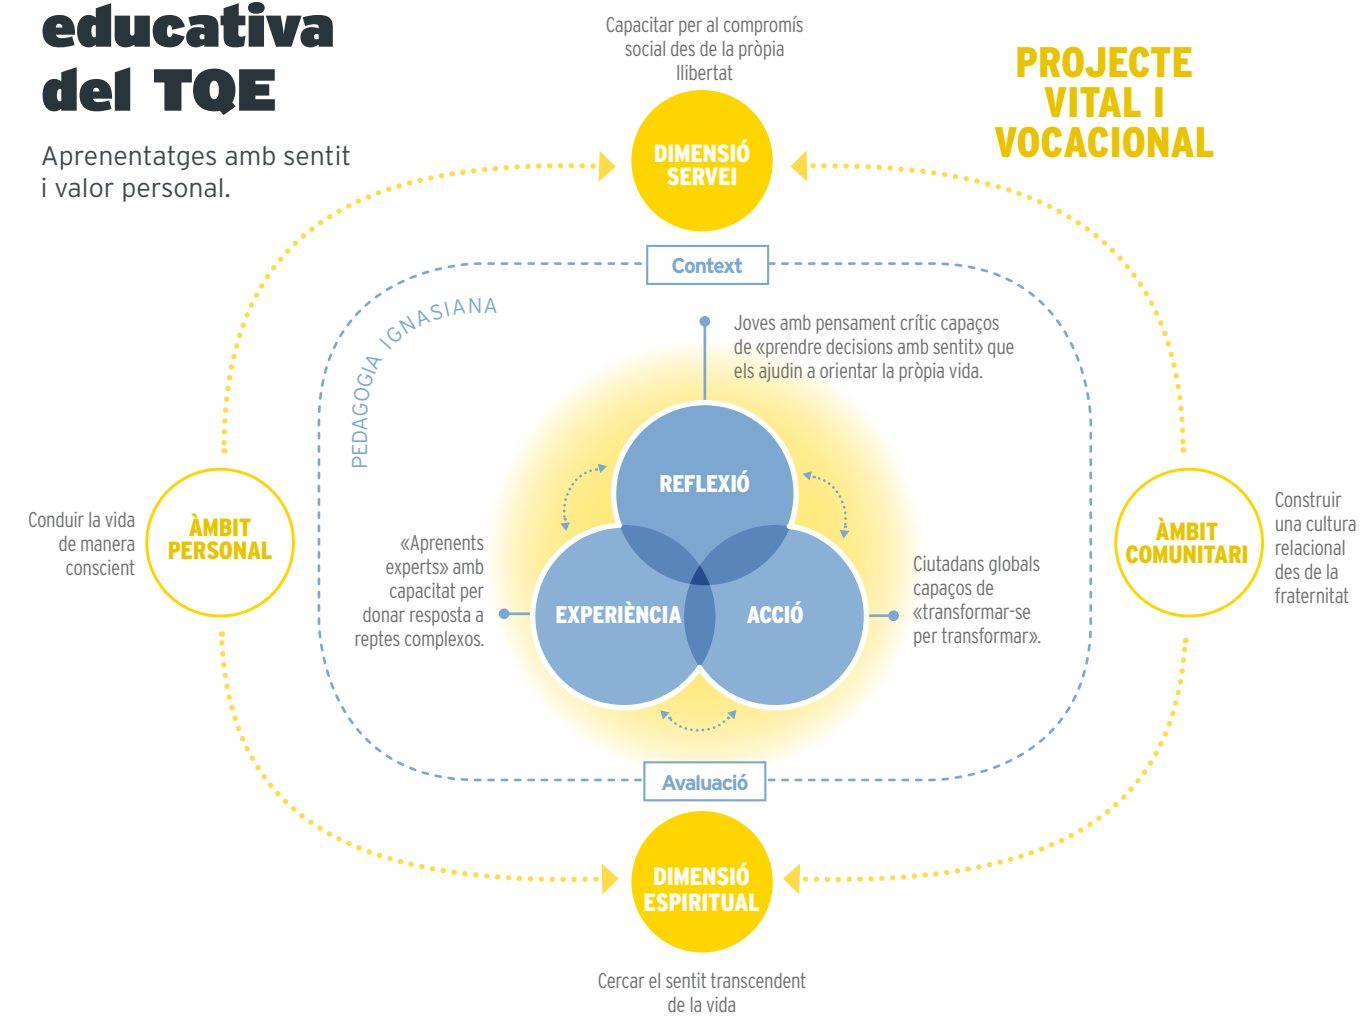 educativa
del TQE
Aprenentatges amb sentit
i valor personal.
Capacitar per al compromís
social des de la pròpia
llibertat
PROJECTE
VITAL I
VOCACIONAL
DIMENSIÓ
SERVEI
Context
PEDAGOGIA IGNASIANA
Joves amb pensament crític capaços
de «prendre decisions amb sentit» que
els ajudin a orientar la pròpia vida.
REFLEXIÓ
Conduir la vida
de manera
conscient
ÀMBIT
PERSONAL
«Aprenents
experts» amb
capacitat per
donar resposta a
reptes complexos.
EXPERIÈNCIA
ACCIÓ
Ciutadans globals
capaços de
«transformar-se
per transformar».
ÀMBIT
COMUNITARI
Construir
una cultura
relacional
des de la
fraternitat
Avaluació
DIMENSIÓ
ESPIRITUAL
Cercar el sentit transcendent
de la vida